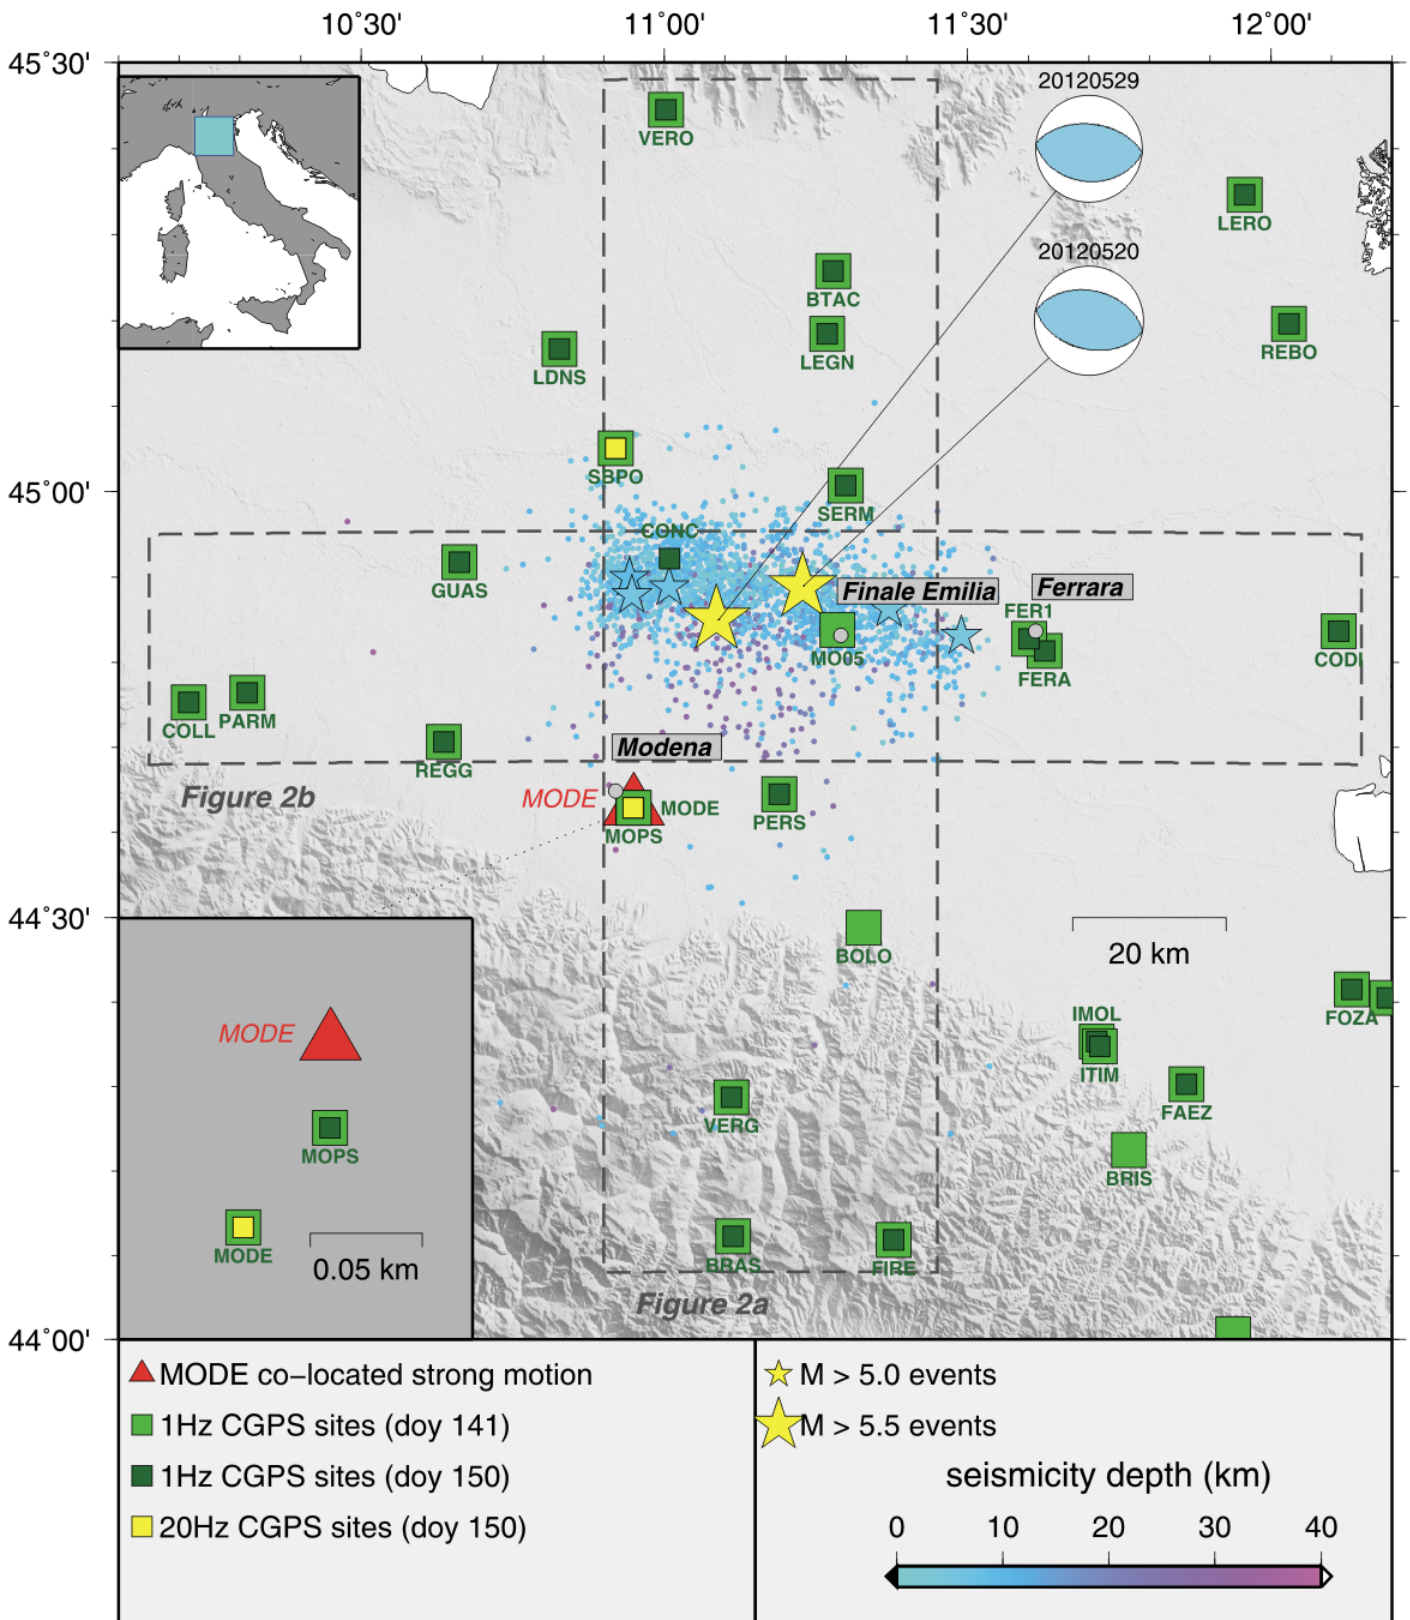 10°30' 11°00' 11°30' 12°00'
45°30'
20120529
VERO
LERO
20120520
BTAC
LEGN
REBO
LDNS
SBPO
45°00'
SERM
CONC
GUAS
Finale Emilia
Ferrara
FER1
MO05
CODI
FERA
COLL
PARM
REGG
Modena
Figure 2b
MODE
MODE
PERS
MOPS
44°30'
BOLO
20 km
IMOL
FOZA
MODE
ITIM
FAEZ
VERG
MOPS
BRIS
MODE
BRAS
FIRE
0.05 km
Figure 2a
44°00'
MODE co-located strong motion
1Hz CGPS sites (doy 141)
1Hz CGPS sites (doy 150)
20Hz CGPS sites (doy 150)
M > 5.0 events
M > 5.5 events
seismicity depth (km)
0 10 20 30 40